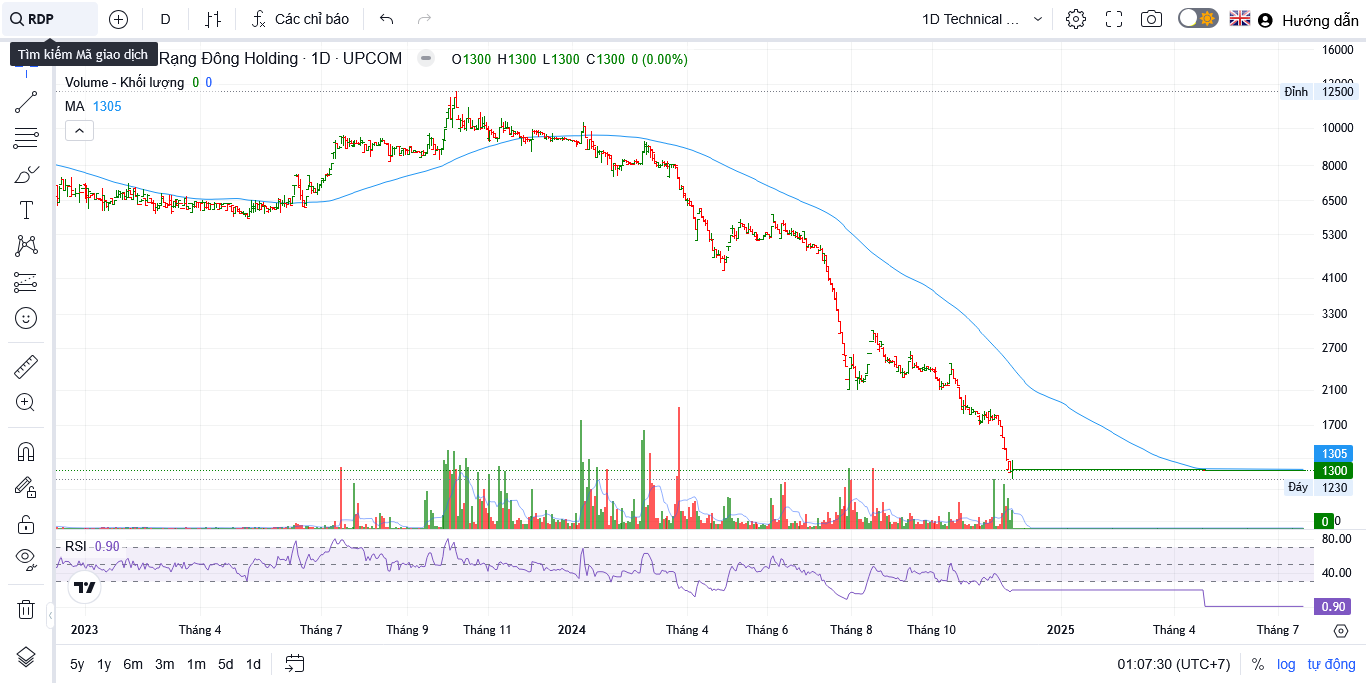 RDP
D
Các chỉ báo
1D Technical ...
Hướng dẫn
Tìm kiếm Mã giao dịch
Rạng Đông Holding · 1D · UPCOM
O1300 H1300 L1300 C1300 0 (0.00%)
Volume - Khối lượng 0 0
MA 1305
16000
Đỉnh 12500
10000
8000
6500
5300
4100
3300
2700
2100
1700
1305
1300
Đáy 1230
0
RSI 0.90
80.00
40.00
0.90
2023 Tháng 4 Tháng 7 Tháng 9 Tháng 11 2024 Tháng 4 Tháng 6 Tháng 8 Tháng 10 2025 Tháng 4 Tháng 7
5y 1y 6m 3m 1m 5d 1d
01:07:30 (UTC+7) % log tự động